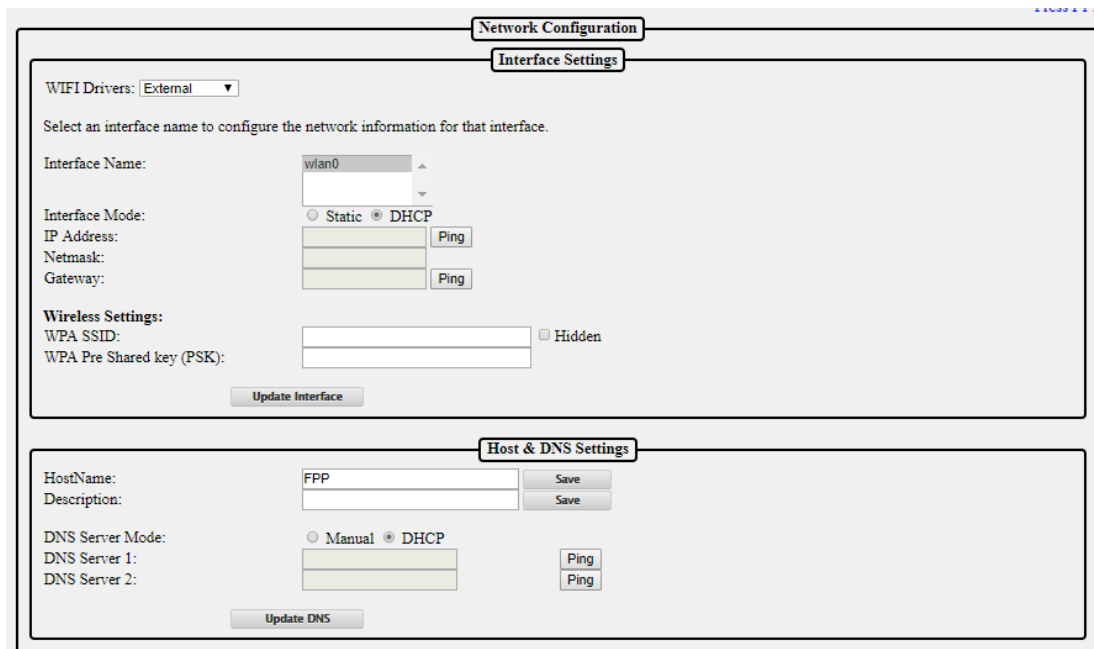 Network Configuration
Interface Settings
WIFI Drivers: External
Select an interface name to configure the network information for that interface.
Interface Name: wlan0
Interface Mode: Static DHCP
IP Address: Ping
Netmask:
Gateway: Ping
Wireless Settings:
WPA SSID: Hidden
WPA Pre Shared key (PSK):
Update Interface
Host & DNS Settings
HostName: FPP Save
Description: Save
DNS Server Mode: Manual DHCP
DNS Server 1: Ping
DNS Server 2: Ping
Update DNS